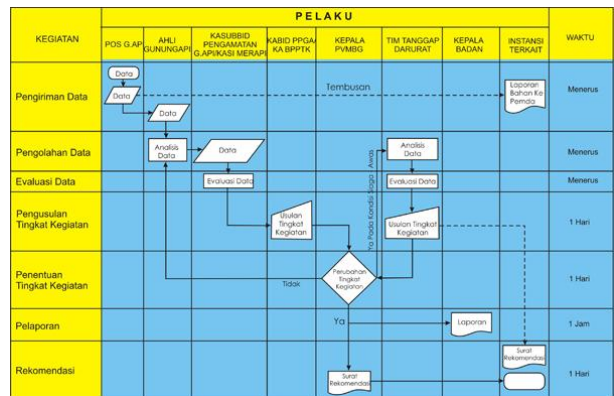 PELAKU
KEGIATAN
POS G.API
AHLI
GUNUNGAPI
KASUBBID
PENGAMATAN
G.API/KASI MERAPI
KABID PPGA/
KA BPPTK
KEPALA
PVMBG
TIM TANGGAP
DARURAT
KEPALA
BADAN
INSTANSI
TERKAIT
WAKTU
Pengiriman Data
Data
Data
Data
Tembusan
Laporan
Bahan Ke
Pemda
Menerus
Pengolahan Data
Analisis
Data
Data
Analisis
Data
Menerus
Evaluasi Data
Evaluasi Data
Evaluasi Data
Menerus
Ya Pada Kondisi Siaga - Awas
Pengusulan
Tingkat Kegiatan
Usulan
Tingkat
Kegiatan
Usulan Tingkat
Kegiatan
1 Hari
Penentuan
Tingkat Kegiatan
Tidak
Perubahan
Tingkat
Kegiatan
1 Hari
Pelaporan
Ya
Laporan
1 Jam
Rekomendasi
Surat
Rekomendasi
Surat
Rekomendasi
1 Hari